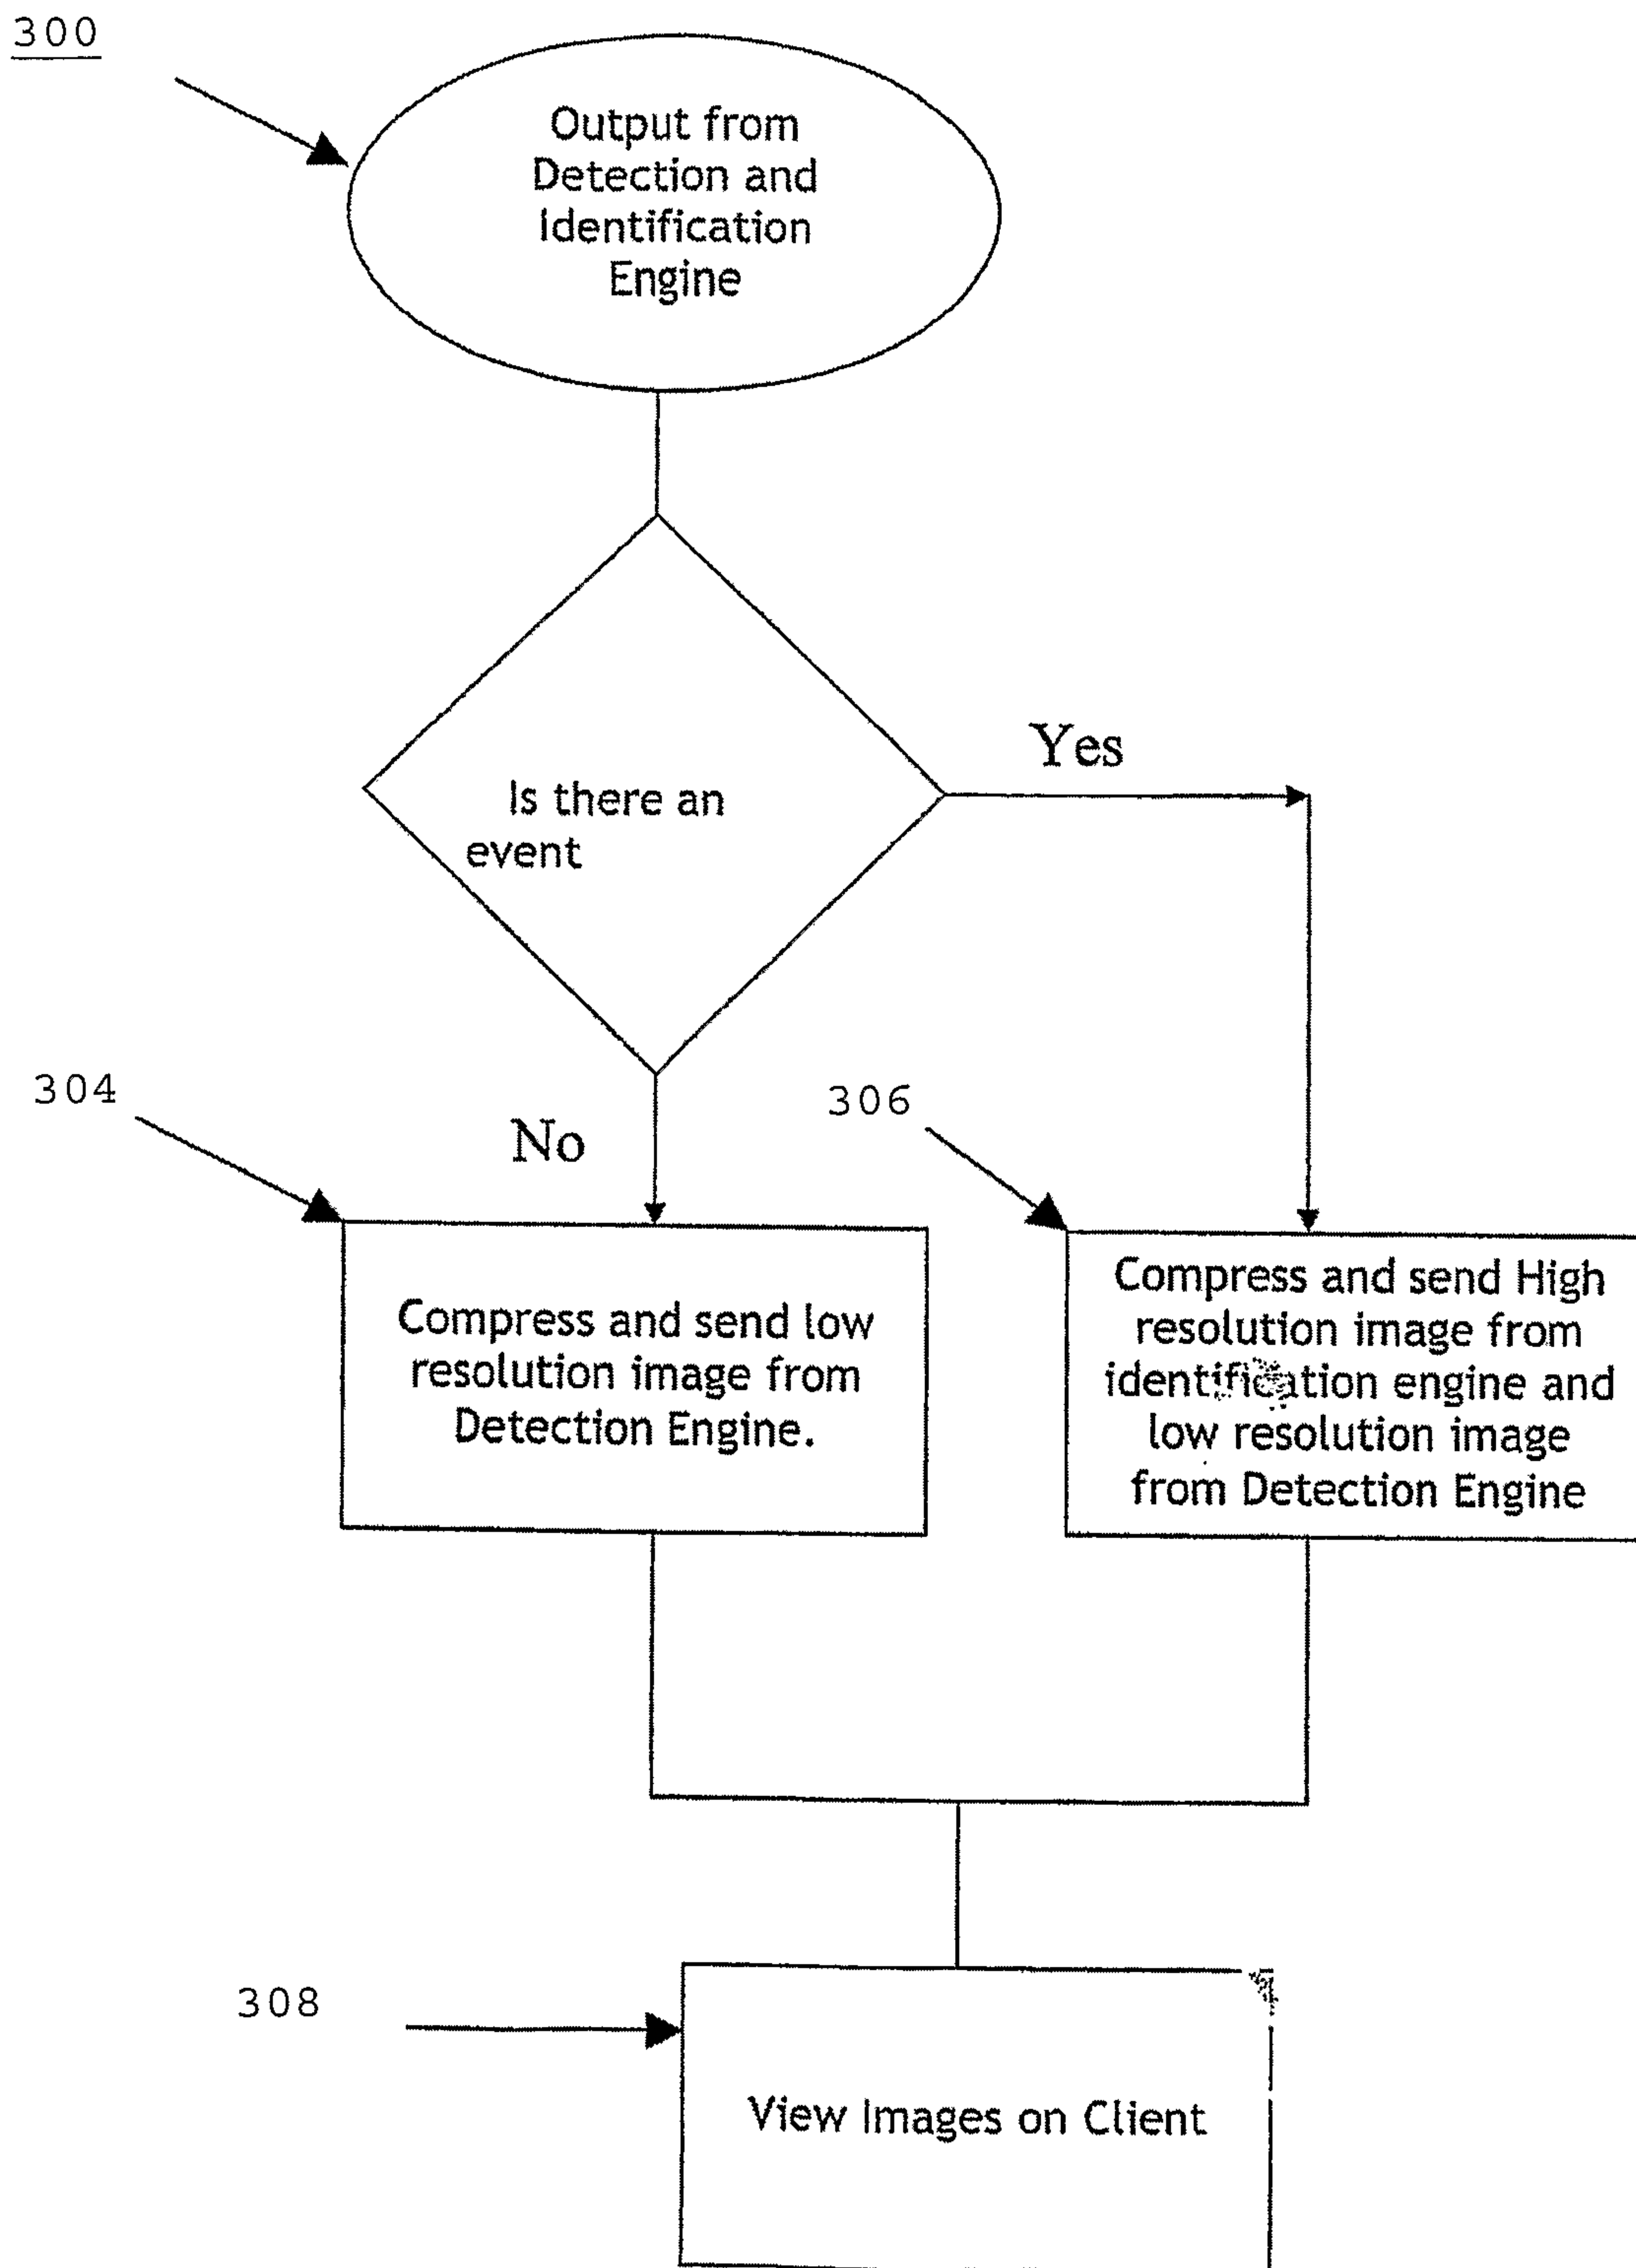 300
Output from
Detection and
Identification
Engine
Is there an
event
Yes
No
304
306
Compress and send low
resolution image from
Detection Engine.
Compress and send High
resolution image from
identification engine and
low resolution image
from Detection Engine
308
View Images on Client